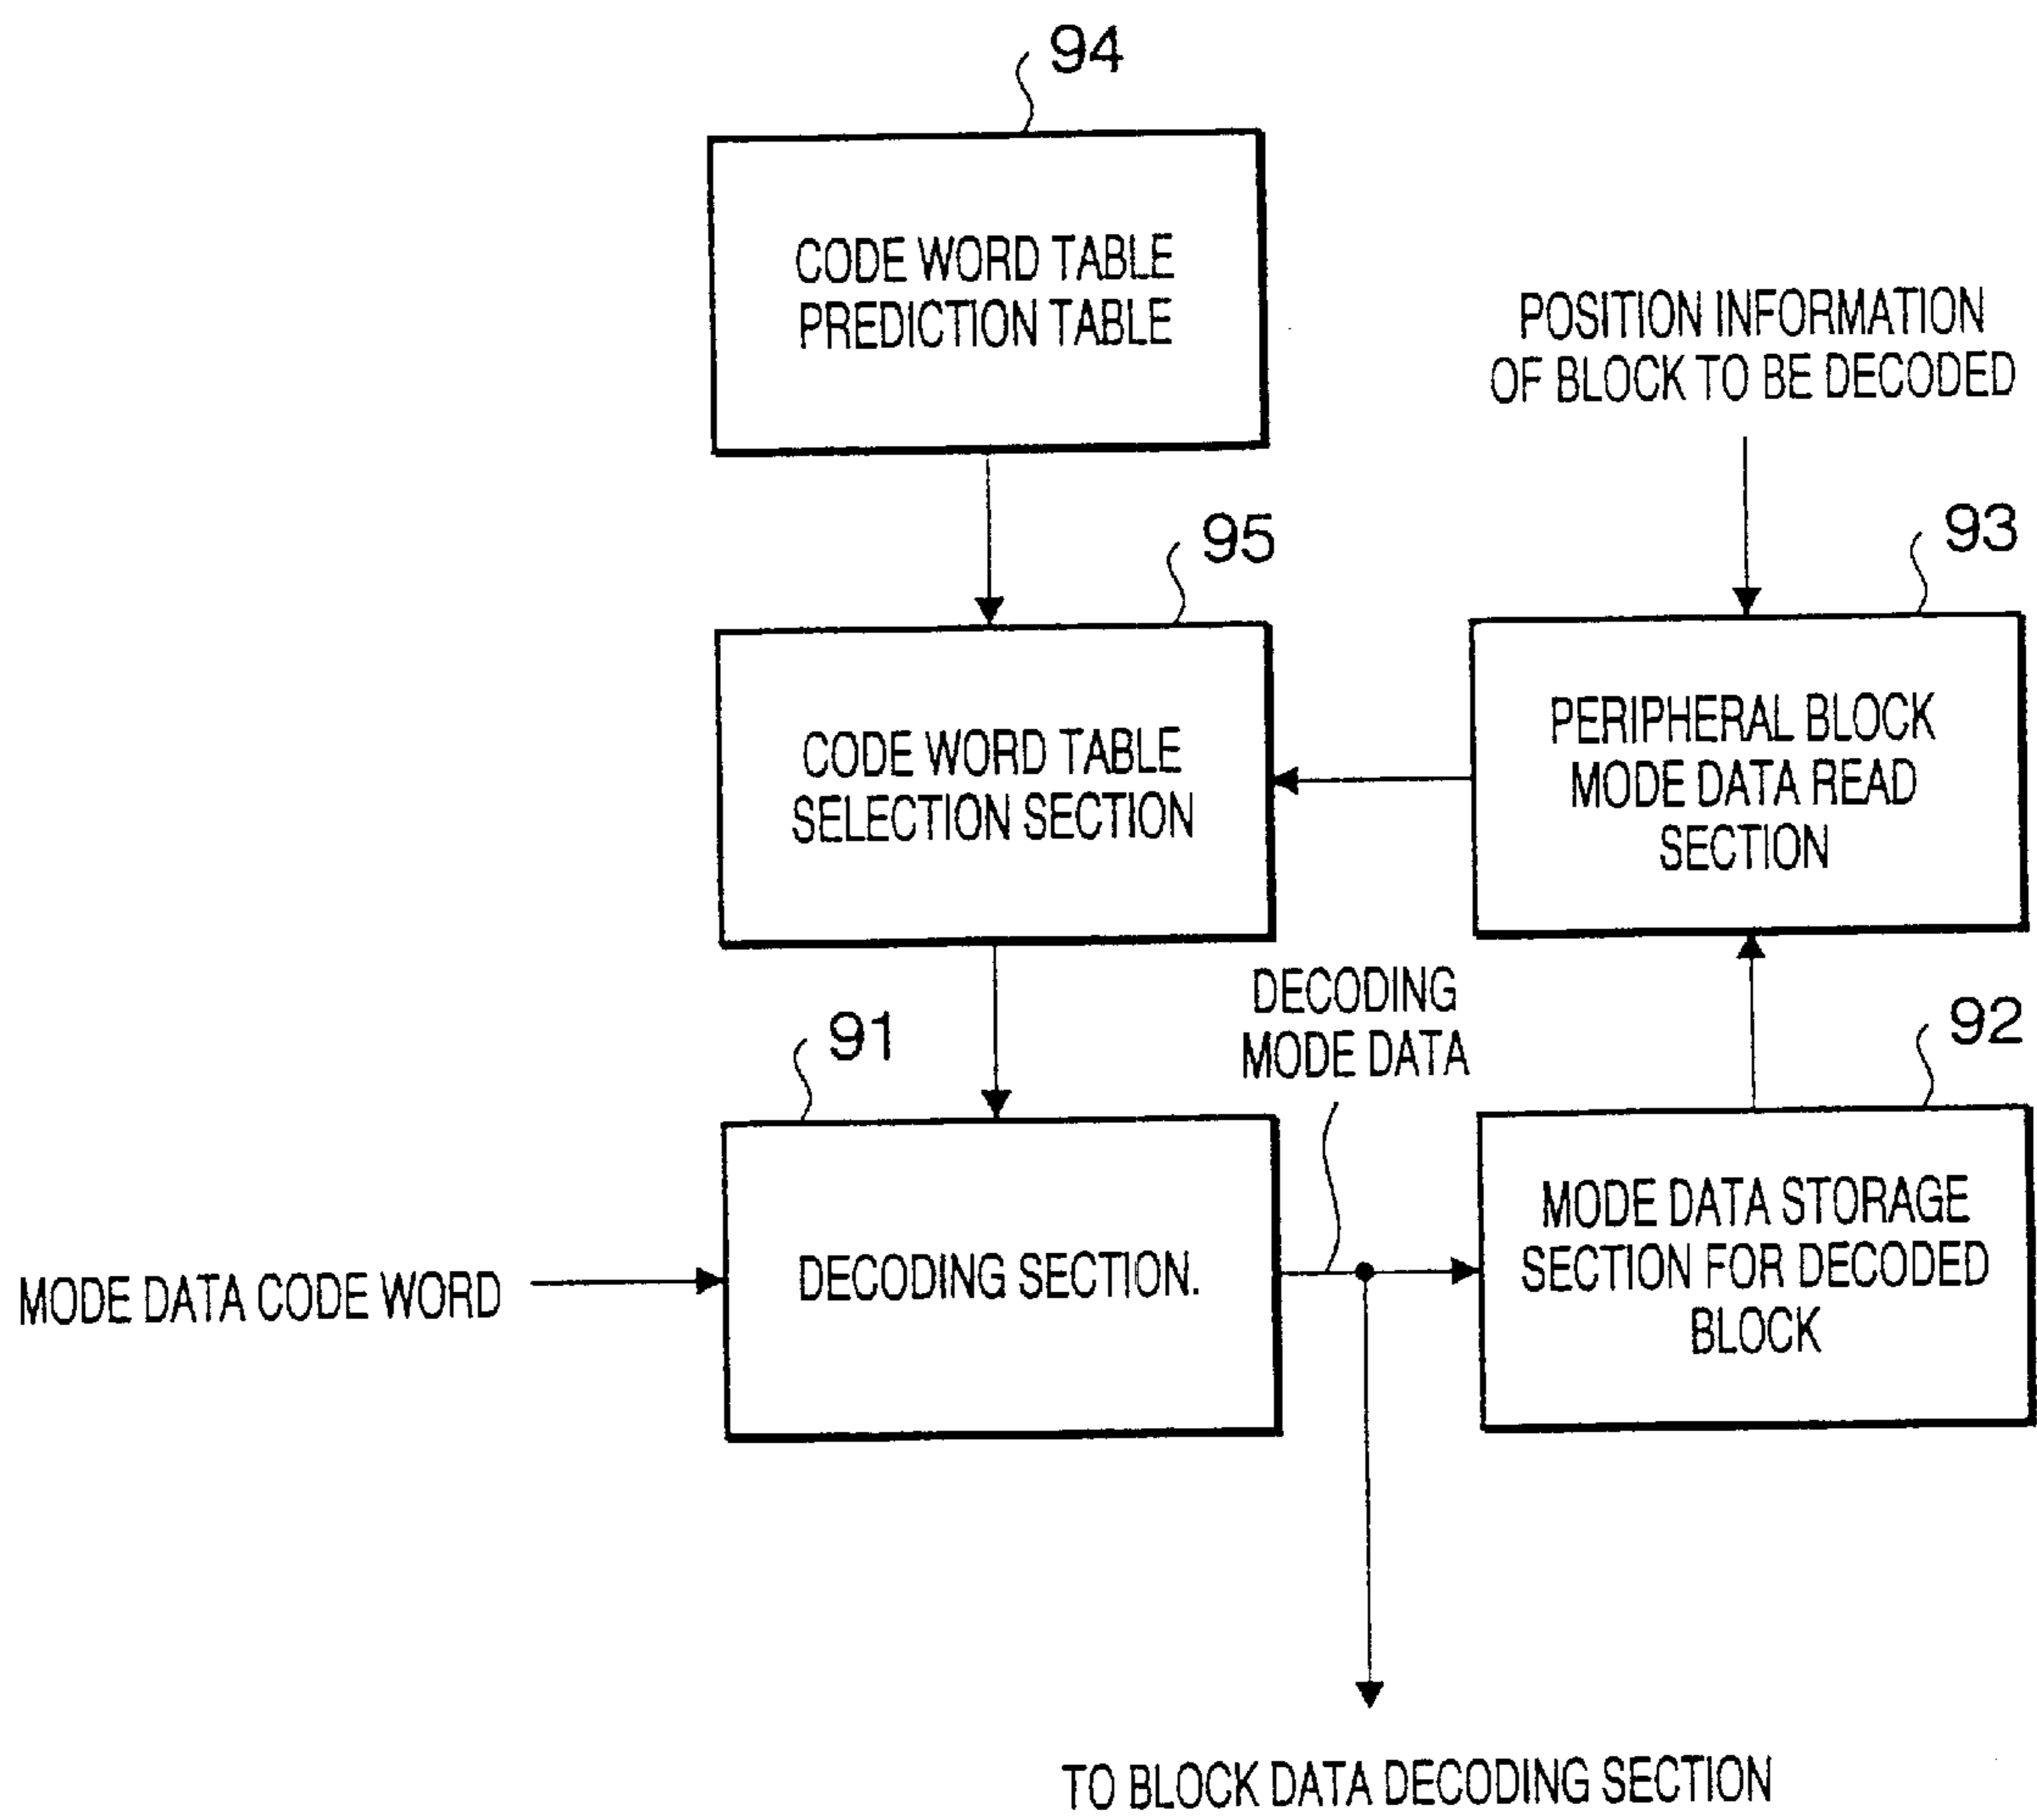 94
CODE WORD TABLE
PREDICTION TABLE
POSITION INFORMATION
OF BLOCK TO BE DECODED
95
93
CODE WORD TABLE
SELECTION SECTION
PERIPHERAL BLOCK
MODE DATA READ
SECTION
DECODING
MODE DATA
91
92
MODE DATA CODE WORD
DECODING SECTION.
MODE DATA STORAGE
SECTION FOR DECODED
BLOCK
TO BLOCK DATA DECODING SECTION